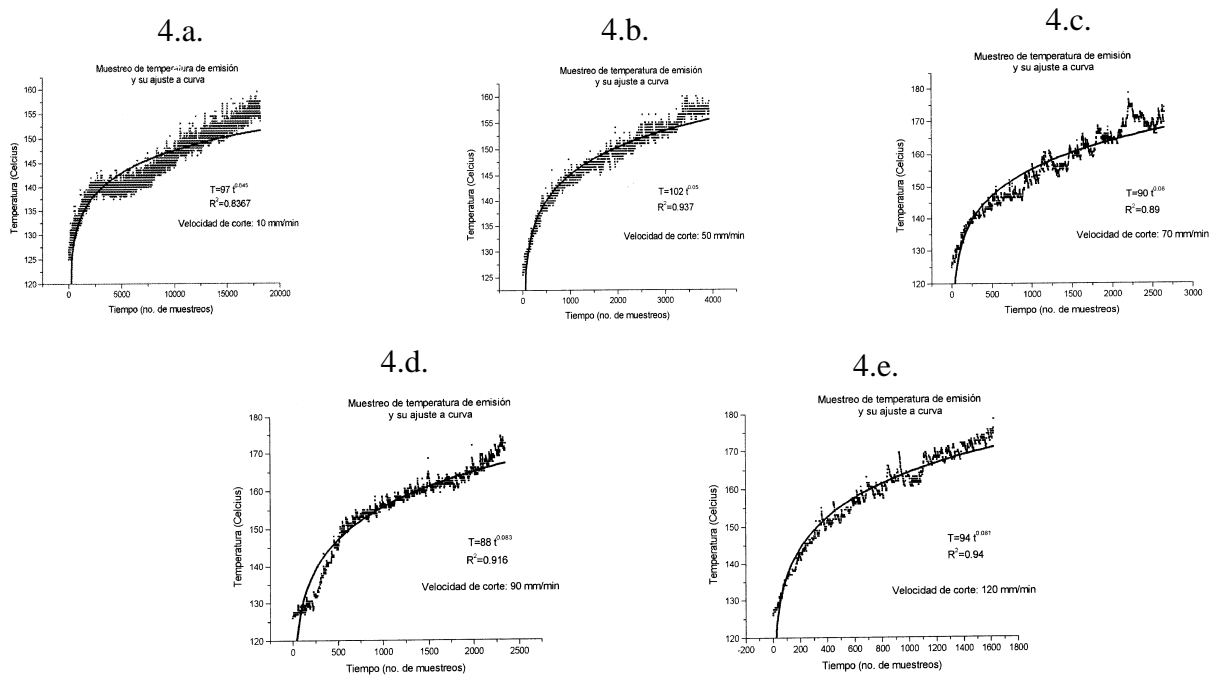 4.a.
Muestreo de temperatura de emisión
y su ajuste a curva
Temperatura (Celcius)
160
155
150
145
140
135
130
125
120
T=97 t^0.045
R²=0.8367
Velocidad de corte: 10 mm/min
0 5000 10000 15000 20000
Tiempo (no. de muestreos)
4.b.
Muestreo de temperatura de emisión
y su ajuste a curva
Temperatura (Celcius)
160
155
150
145
140
135
130
125
T=102 t^0.05
R²=0.937
Velocidad de corte: 50 mm/min
0 1000 2000 3000 4000
Tiempo (no. de muestreos)
4.c.
Muestreo de temperatura de emisión
y su ajuste a curva
Temperatura (Celcius)
180
170
160
150
140
130
120
T=90 t^0.08
R²=0.89
Velocidad de corte: 70 mm/min
0 500 1000 1500 2000 2500 3000
Tiempo (no. de muestreos)
4.d.
Muestreo de temperatura de emisión
y su ajuste a curva
Temperatura (Celcius)
180
170
160
150
140
130
120
T=88 t^0.083
R²=0.916
Velocidad de corte: 90 mm/min
0 500 1000 1500 2000 2500
Tiempo (no. de muestreos)
4.e.
Muestreo de temperatura de emisión
y su ajuste a curva
Temperatura (Celcius)
180
170
160
150
140
130
120
T=94 t^0.081
R²=0.94
Velocidad de corte: 120 mm/min
-200 0 200 400 600 800 1000 1200 1400 1600 1800
Tiempo (no. de muestreos)